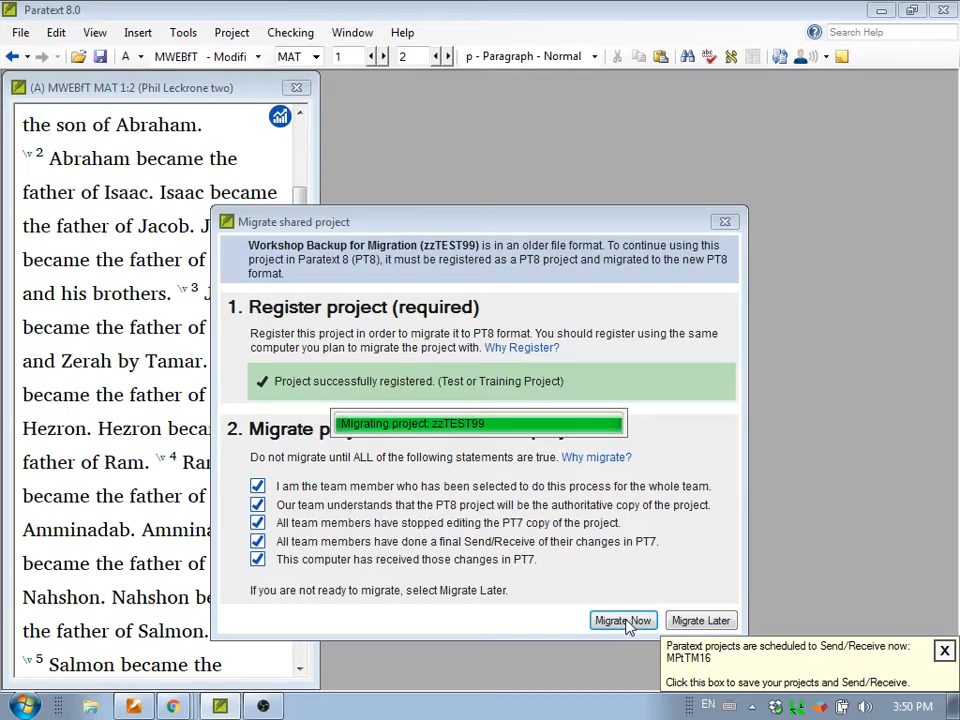 Paratext 8.0
File Edit View Insert Tools Project Checking Window Help
Search Help
A MWEBfT - Modifi MAT 1 2 p - Paragraph - Normal
(A) MWEBfT MAT 1:2 (Phil Leckrone two)
the son of Abraham.
\v 2 Abraham became the
father of Isaac. Isaac became
the father of Jacob. J
became the father of
and his brothers. \v 3 J
became the father of
and Zerah by Tamar.
became the father of
Hezron. Hezron beca
father of Ram. \v 4 Rar
became the father of
Amminadab. Ammina
became the father of
Nahshon. Nahshon be
the father of Salmon.
\v 5 Salmon became the
Migrate shared project
Workshop Backup for Migration (zzTEST99) is in an older file format. To continue using this
project in Paratext 8 (PT8), it must be registered as a PT8 project and migrated to the new PT8
format.
1. Register project (required)
Register this project in order to migrate it to PT8 format. You should register using the same
computer you plan to migrate the project with. Why Register?
Project successfully registered. (Test or Training Project)
Migrating project: zzTEST99
2. Migrate p
Do not migrate until ALL of the following statements are true. Why migrate?
I am the team member who has been selected to do this process for the whole team.
Our team understands that the PT8 project will be the authoritative copy of the project.
All team members have stopped editing the PT7 copy of the project.
All team members have done a final Send/Receive of their changes in PT7.
This computer has received those changes in PT7.
If you are not ready to migrate, select Migrate Later.
Migrate Now Migrate Later
Paratext projects are scheduled to Send/Receive now:
MPtTM16
Click this box to save your projects and Send/Receive.
X
EN 3:50 PM